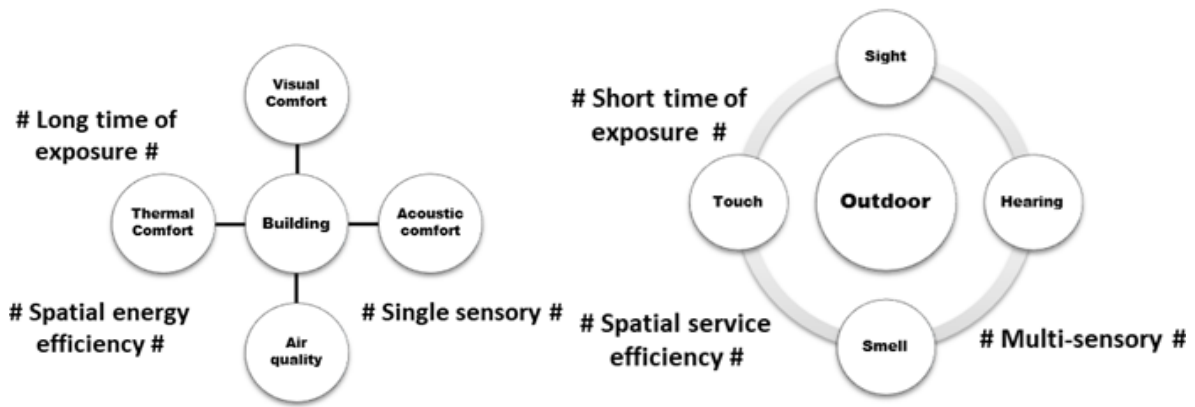 Visual
Comfort
# Long time of
exposure #
Thermal
Comfort
Building
Acoustic
comfort
# Spatial energy
efficiency #
# Single sensory #
Air
quality
Sight
# Short time of
exposure #
Touch
Outdoor
Hearing
# Spatial service
efficiency #
Smell
# Multi-sensory #